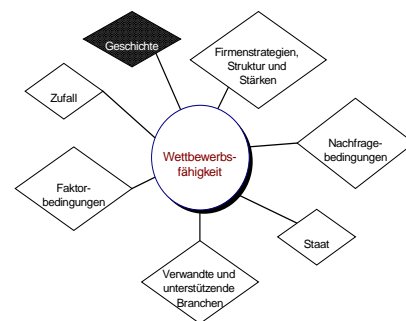 Geschichte
Firmenstrategien,
Struktur und
Stärken
Zufall
Nachfrage-
bedingungen
Wettbewerbs-
fähigkeit
Faktor-
bedingungen
Staat
Verwandte und
unterstützende
Branchen